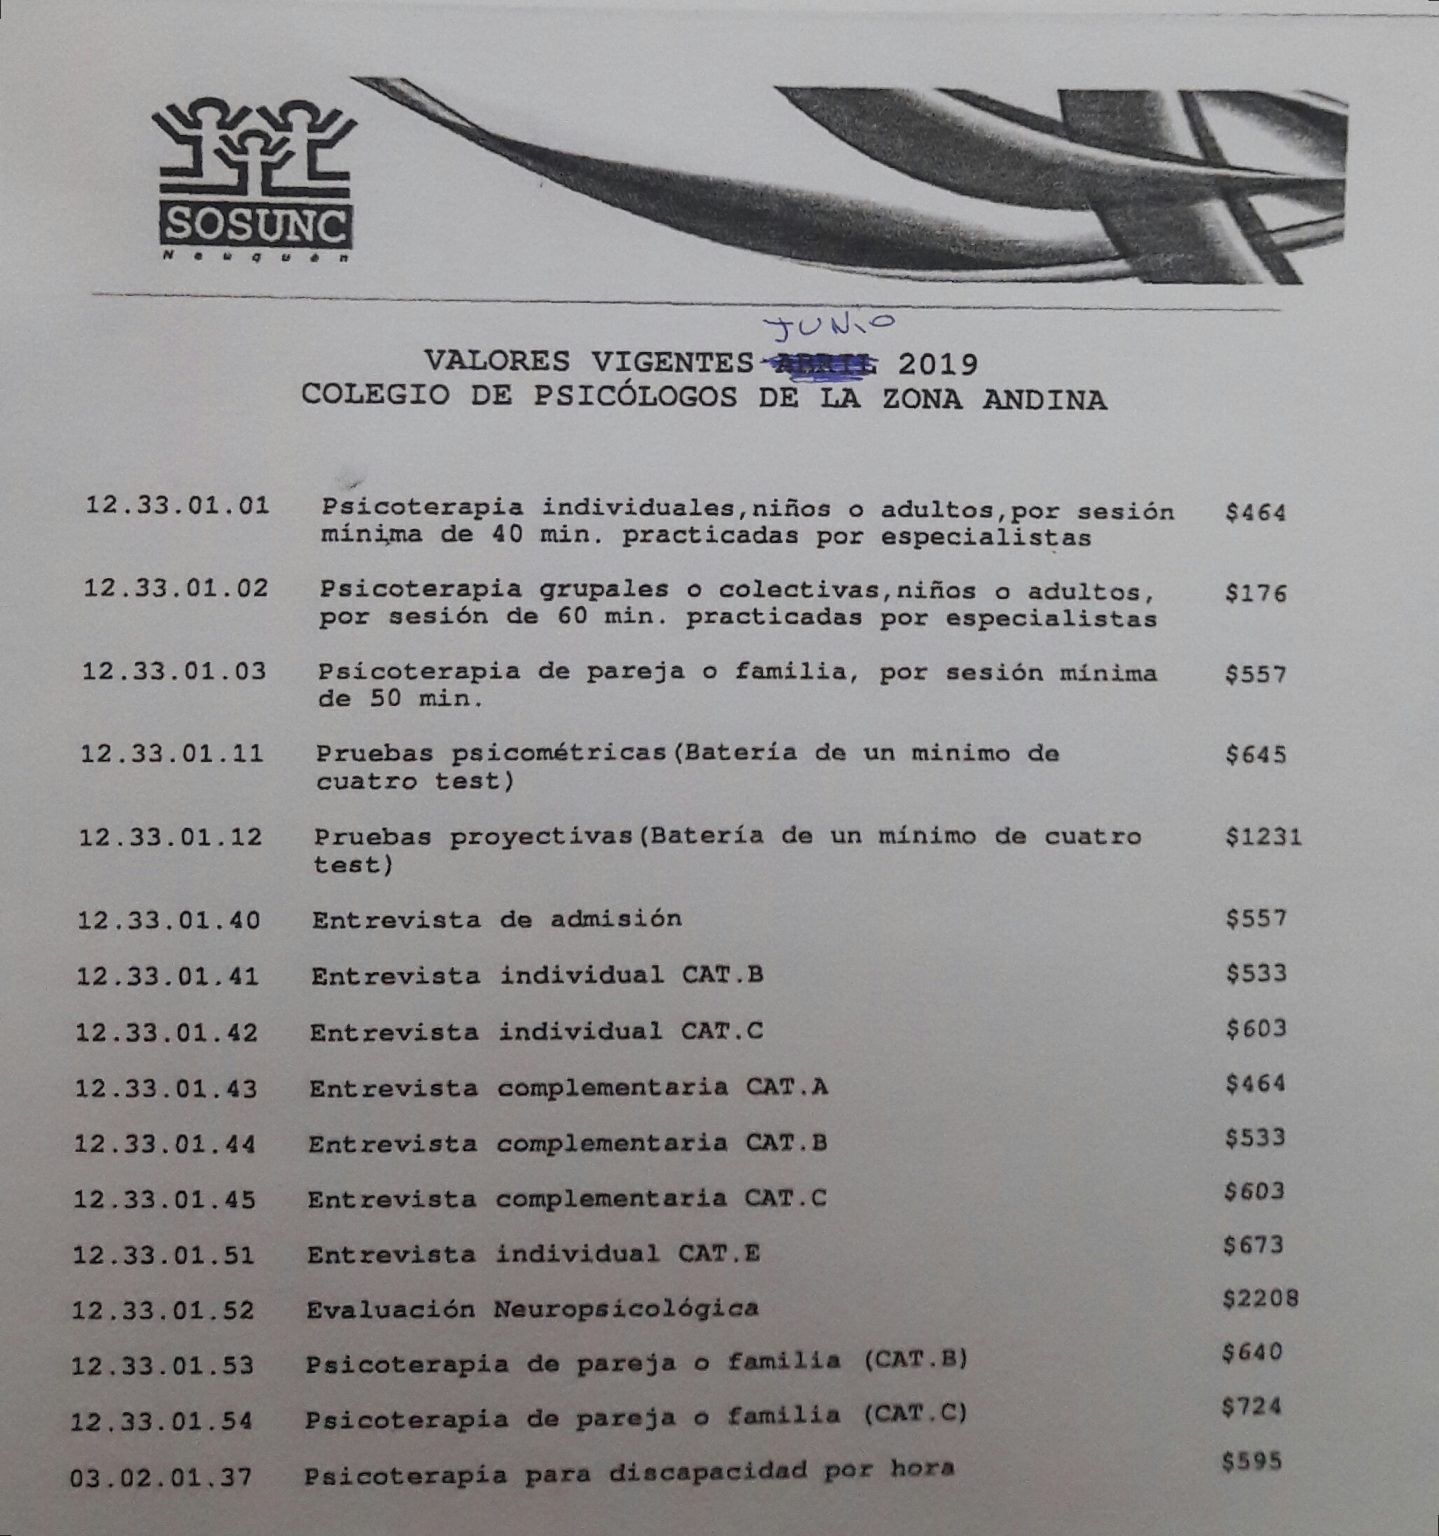 SOSUNC
Neuquén
JUNIO
VALORES VIGENTES ABRIL 2019
COLEGIO DE PSICÓLOGOS DE LA ZONA ANDINA
12.33.01.01 Psicoterapia individuales,niños o adultos,por sesión $464
mínima de 40 min. practicadas por especialistas
12.33.01.02 Psicoterapia grupales o colectivas,niños o adultos, $176
por sesión de 60 min. practicadas por especialistas
12.33.01.03 Psicoterapia de pareja o familia, por sesión mínima $557
de 50 min.
12.33.01.11 Pruebas psicométricas(Batería de un minimo de $645
cuatro test)
12.33.01.12 Pruebas proyectivas(Batería de un mínimo de cuatro $1231
test)
12.33.01.40 Entrevista de admisión $557
12.33.01.41 Entrevista individual CAT.B $533
12.33.01.42 Entrevista individual CAT.C $603
12.33.01.43 Entrevista complementaria CAT.A $464
12.33.01.44 Entrevista complementaria CAT.B $533
12.33.01.45 Entrevista complementaria CAT.C $603
12.33.01.51 Entrevista individual CAT.E $673
12.33.01.52 Evaluación Neuropsicológica $2208
12.33.01.53 Psicoterapia de pareja o familia (CAT.B) $640
12.33.01.54 Psicoterapia de pareja o familia (CAT.C) $724
03.02.01.37 Psicoterapia para discapacidad por hora $595